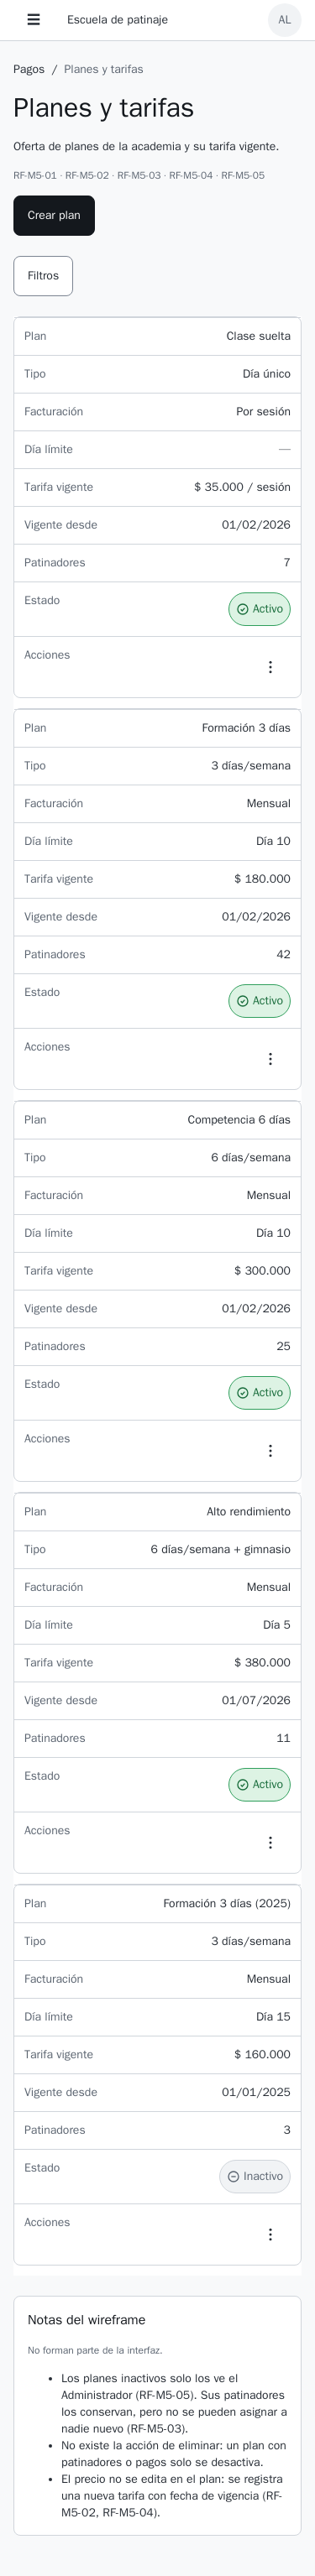 Escuela de patinaje AL
Pagos / Planes y tarifas
Planes y tarifas
Oferta de planes de la academia y su tarifa vigente.
RF-M5-01 · RF-M5-02 · RF-M5-03 · RF-M5-04 · RF-M5-05
Crear plan
Filtros
Plan Clase suelta
Tipo Día único
Facturación Por sesión
Día límite —
Tarifa vigente $ 35.000 / sesión
Vigente desde 01/02/2026
Patinadores 7
Estado Activo
Acciones
Plan Formación 3 días
Tipo 3 días/semana
Facturación Mensual
Día límite Día 10
Tarifa vigente $ 180.000
Vigente desde 01/02/2026
Patinadores 42
Estado Activo
Acciones
Plan Competencia 6 días
Tipo 6 días/semana
Facturación Mensual
Día límite Día 10
Tarifa vigente $ 300.000
Vigente desde 01/02/2026
Patinadores 25
Estado Activo
Acciones
Plan Alto rendimiento
Tipo 6 días/semana + gimnasio
Facturación Mensual
Día límite Día 5
Tarifa vigente $ 380.000
Vigente desde 01/07/2026
Patinadores 11
Estado Activo
Acciones
Plan Formación 3 días (2025)
Tipo 3 días/semana
Facturación Mensual
Día límite Día 15
Tarifa vigente $ 160.000
Vigente desde 01/01/2025
Patinadores 3
Estado Inactivo
Acciones
Notas del wireframe
No forman parte de la interfaz.
• Los planes inactivos solo los ve el
Administrador (RF-M5-05). Sus patinadores
los conservan, pero no se pueden asignar a
nadie nuevo (RF-M5-03).
• No existe la acción de eliminar: un plan con
patinadores o pagos solo se desactiva.
• El precio no se edita en el plan: se registra
una nueva tarifa con fecha de vigencia (RF-
M5-02, RF-M5-04).